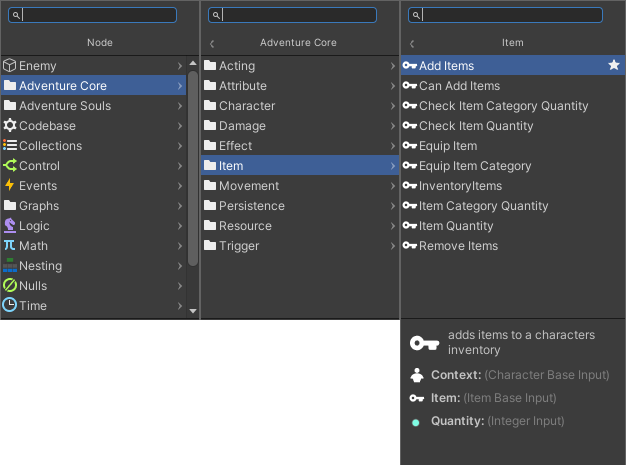 Node
Enemy
Adventure Core
Adventure Souls
Codebase
Collections
Control
Events
Graphs
Logic
Math
Nesting
Nulls
Time
Adventure Core
Acting
Attribute
Character
Damage
Effect
Item
Movement
Persistence
Resource
Trigger
Item
Add Items
Can Add Items
Check Item Category Quantity
Check Item Quantity
Equip Item
Equip Item Category
InventoryItems
Item Category Quantity
Item Quantity
Remove Items
adds items to a characters
inventory
Context: (Character Base Input)
Item: (Item Base Input)
Quantity: (Integer Input)